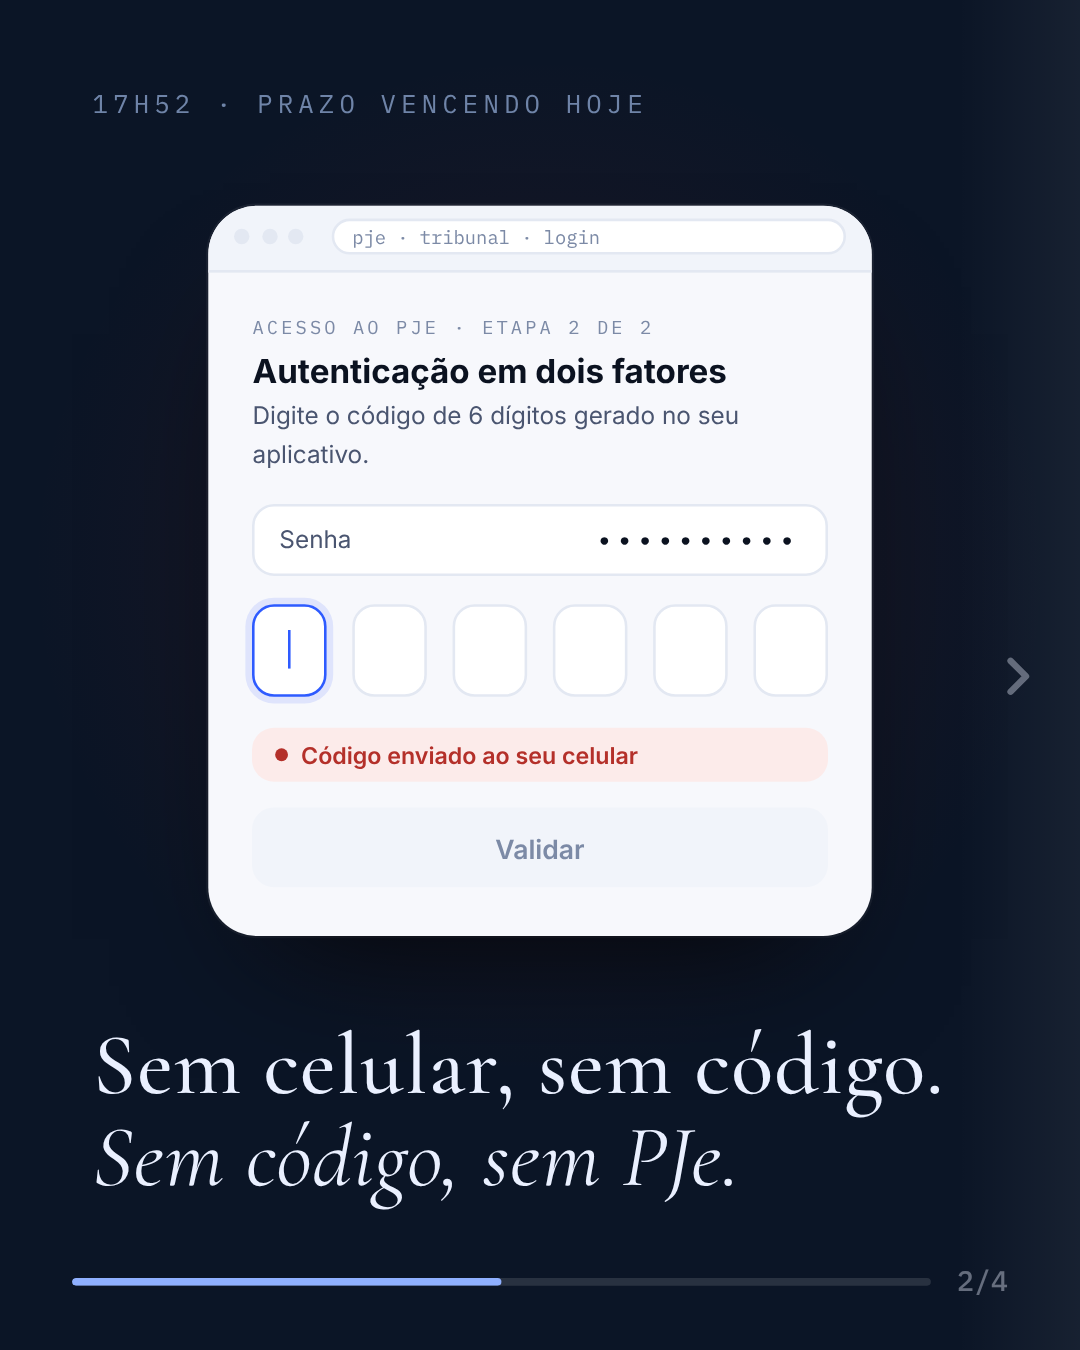 17H52 · PRAZO VENCENDO HOJE
pje · tribunal · login
ACESSO AO PJE · ETAPA 2 DE 2
Autenticação em dois fatores
Digite o código de 6 dígitos gerado no seu
aplicativo.
Senha ••••••••••
Código enviado ao seu celular
Validar
Sem celular, sem código.
Sem código, sem PJe.
2/4